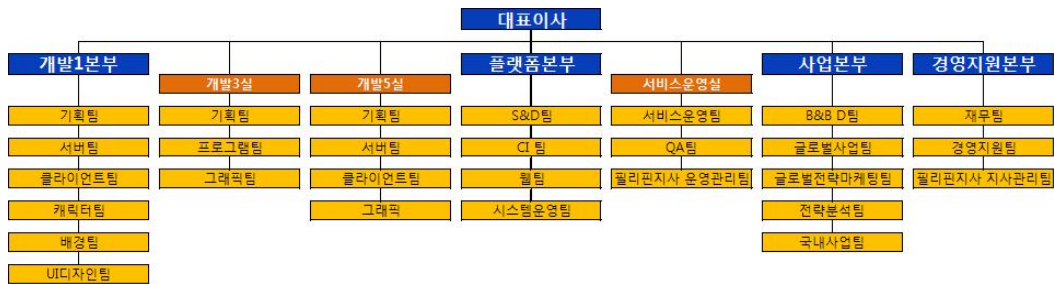 대표이사
개발1본부
개발3실
개발5실
플랫폼본부
서비스운영실
사업본부
경영지원본부
기획팀
기획팀
기획팀
S&D팀
서비스운영팀
B&B D팀
재무팀
서버팀
프로그램팀
서버팀
CI 팀
QA팀
글로벌사업팀
경영지원팀
클라이언트팀
그래픽팀
클라이언트팀
웹팀
필리핀지사 운영관리팀
글로벌전략마케팅팀
필리핀지사 지사관리팀
캐릭터팀
그래픽
시스템운영팀
전략분석팀
배경팀
국내사업팀
UI디자인팀